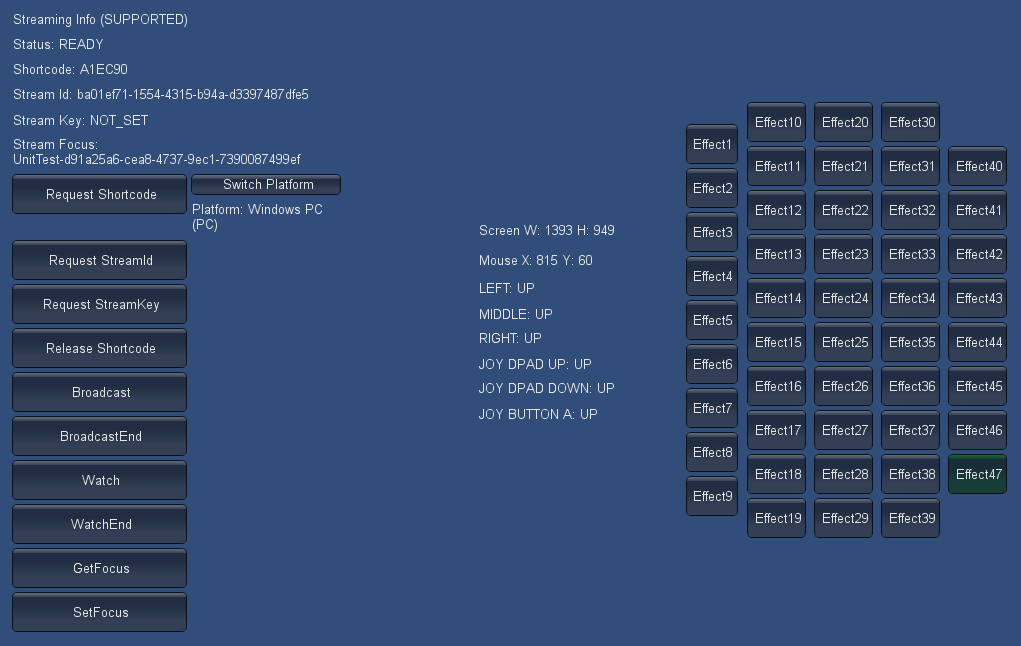 Streaming Info (SUPPORTED)
Status: READY
Shortcode: A1EC90
Stream Id: ba01ef71-1554-4315-b94a-d3397487dfe5
Stream Key: NOT_SET
Stream Focus:
UnitTest-d91a25a6-cea8-4737-9ec1-7390087499ef
Request Shortcode
Switch Platform
Platform: Windows PC
(PC)
Request StreamId
Request StreamKey
Release Shortcode
Broadcast
BroadcastEnd
Watch
WatchEnd
GetFocus
SetFocus
Screen W: 1393 H: 949
Mouse X: 815 Y: 60
LEFT: UP
MIDDLE: UP
RIGHT: UP
JOY DPAD UP: UP
JOY DPAD DOWN: UP
JOY BUTTON A: UP
Effect1
Effect2
Effect3
Effect4
Effect5
Effect6
Effect7
Effect8
Effect9
Effect10
Effect11
Effect12
Effect13
Effect14
Effect15
Effect16
Effect17
Effect18
Effect19
Effect20
Effect21
Effect22
Effect23
Effect24
Effect25
Effect26
Effect27
Effect28
Effect29
Effect30
Effect31
Effect32
Effect33
Effect34
Effect35
Effect36
Effect37
Effect38
Effect39
Effect40
Effect41
Effect42
Effect43
Effect44
Effect45
Effect46
Effect47